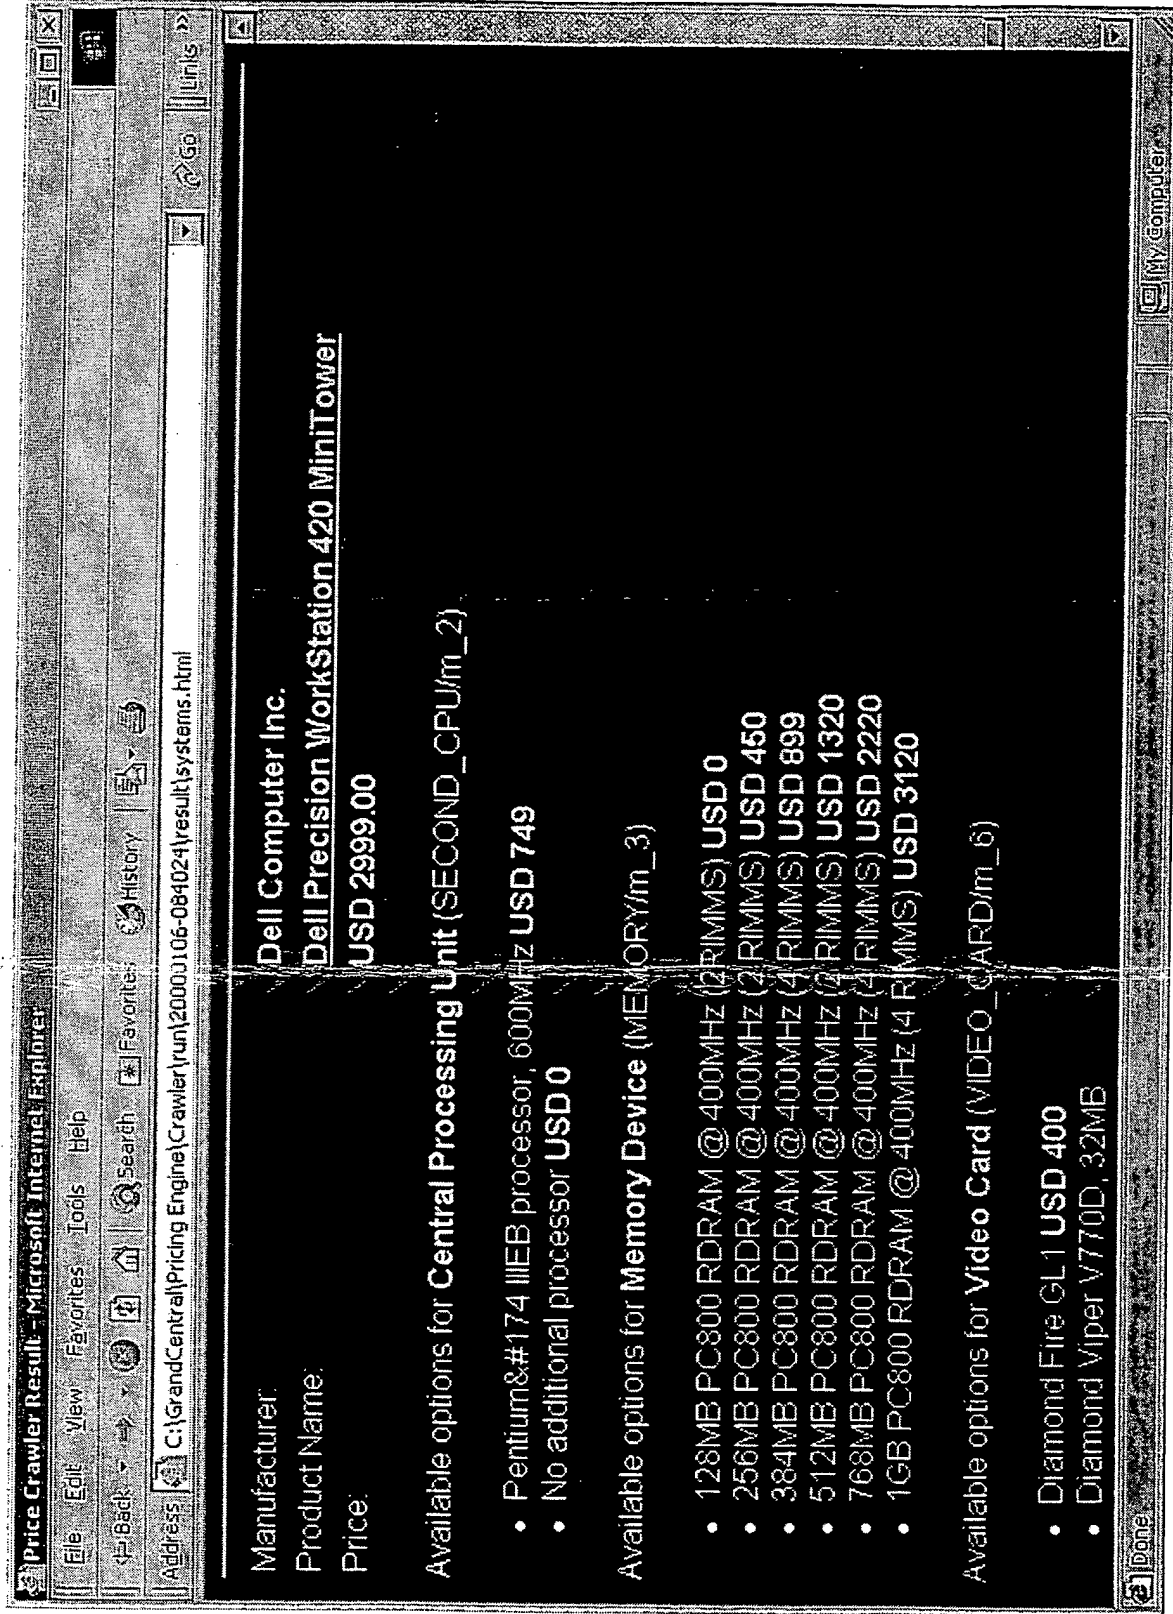 Price Crawler Result - Microsoft Internet Explorer
File Edit View Favorites Tools Help
Back Search Favorites History
Address C:\GrandCentral\Pricing Engine\Crawler\run\20000106-084024\result\systems.html Go Links »
Manufacturer: Dell Computer Inc.
Product Name: Dell Precision WorkStation 420 MiniTower
Price: USD 2999.00
Available options for Central Processing Unit (SECOND_CPU/m_2)
• Pentium&#174 IIIEB processor, 600MHz USD 749
• No additional processor USD 0
Available options for Memory Device (MEMORY/m_3)
• 128MB PC800 RDRAM @ 400MHz (2 RIMMS) USD 0
• 256MB PC800 RDRAM @ 400MHz (2 RIMMS) USD 450
• 384MB PC800 RDRAM @ 400MHz (4 RIMMS) USD 899
• 512MB PC800 RDRAM @ 400MHz (2 RIMMS) USD 1320
• 768MB PC800 RDRAM @ 400MHz (4 RIMMS) USD 2220
• 1GB PC800 RDRAM @ 400MHz (4 RIMMS) USD 3120
Available options for Video Card (VIDEO_CARD/m_6)
• Diamond Fire GL1 USD 400
• Diamond Viper V770D, 32MB
Done My Computer